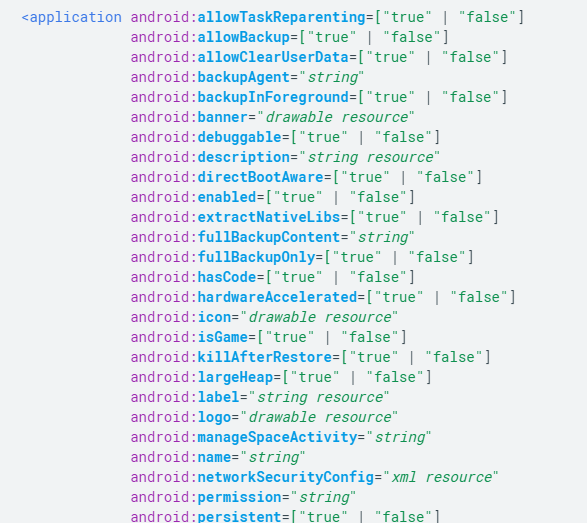 <application android:allowTaskReparenting=["true" | "false"]
android:allowBackup=["true" | "false"]
android:allowClearUserData=["true" | "false"]
android:backupAgent="string"
android:backupInForeground=["true" | "false"]
android:banner="drawable resource"
android:debuggable=["true" | "false"]
android:description="string resource"
android:directBootAware=["true" | "false"]
android:enabled=["true" | "false"]
android:extractNativeLibs=["true" | "false"]
android:fullBackupContent="string"
android:fullBackupOnly=["true" | "false"]
android:hasCode=["true" | "false"]
android:hardwareAccelerated=["true" | "false"]
android:icon="drawable resource"
android:isGame=["true" | "false"]
android:killAfterRestore=["true" | "false"]
android:largeHeap=["true" | "false"]
android:label="string resource"
android:logo="drawable resource"
android:manageSpaceActivity="string"
android:name="string"
android:networkSecurityConfig="xml resource"
android:permission="string"
android:persistent=["true" | "false"]